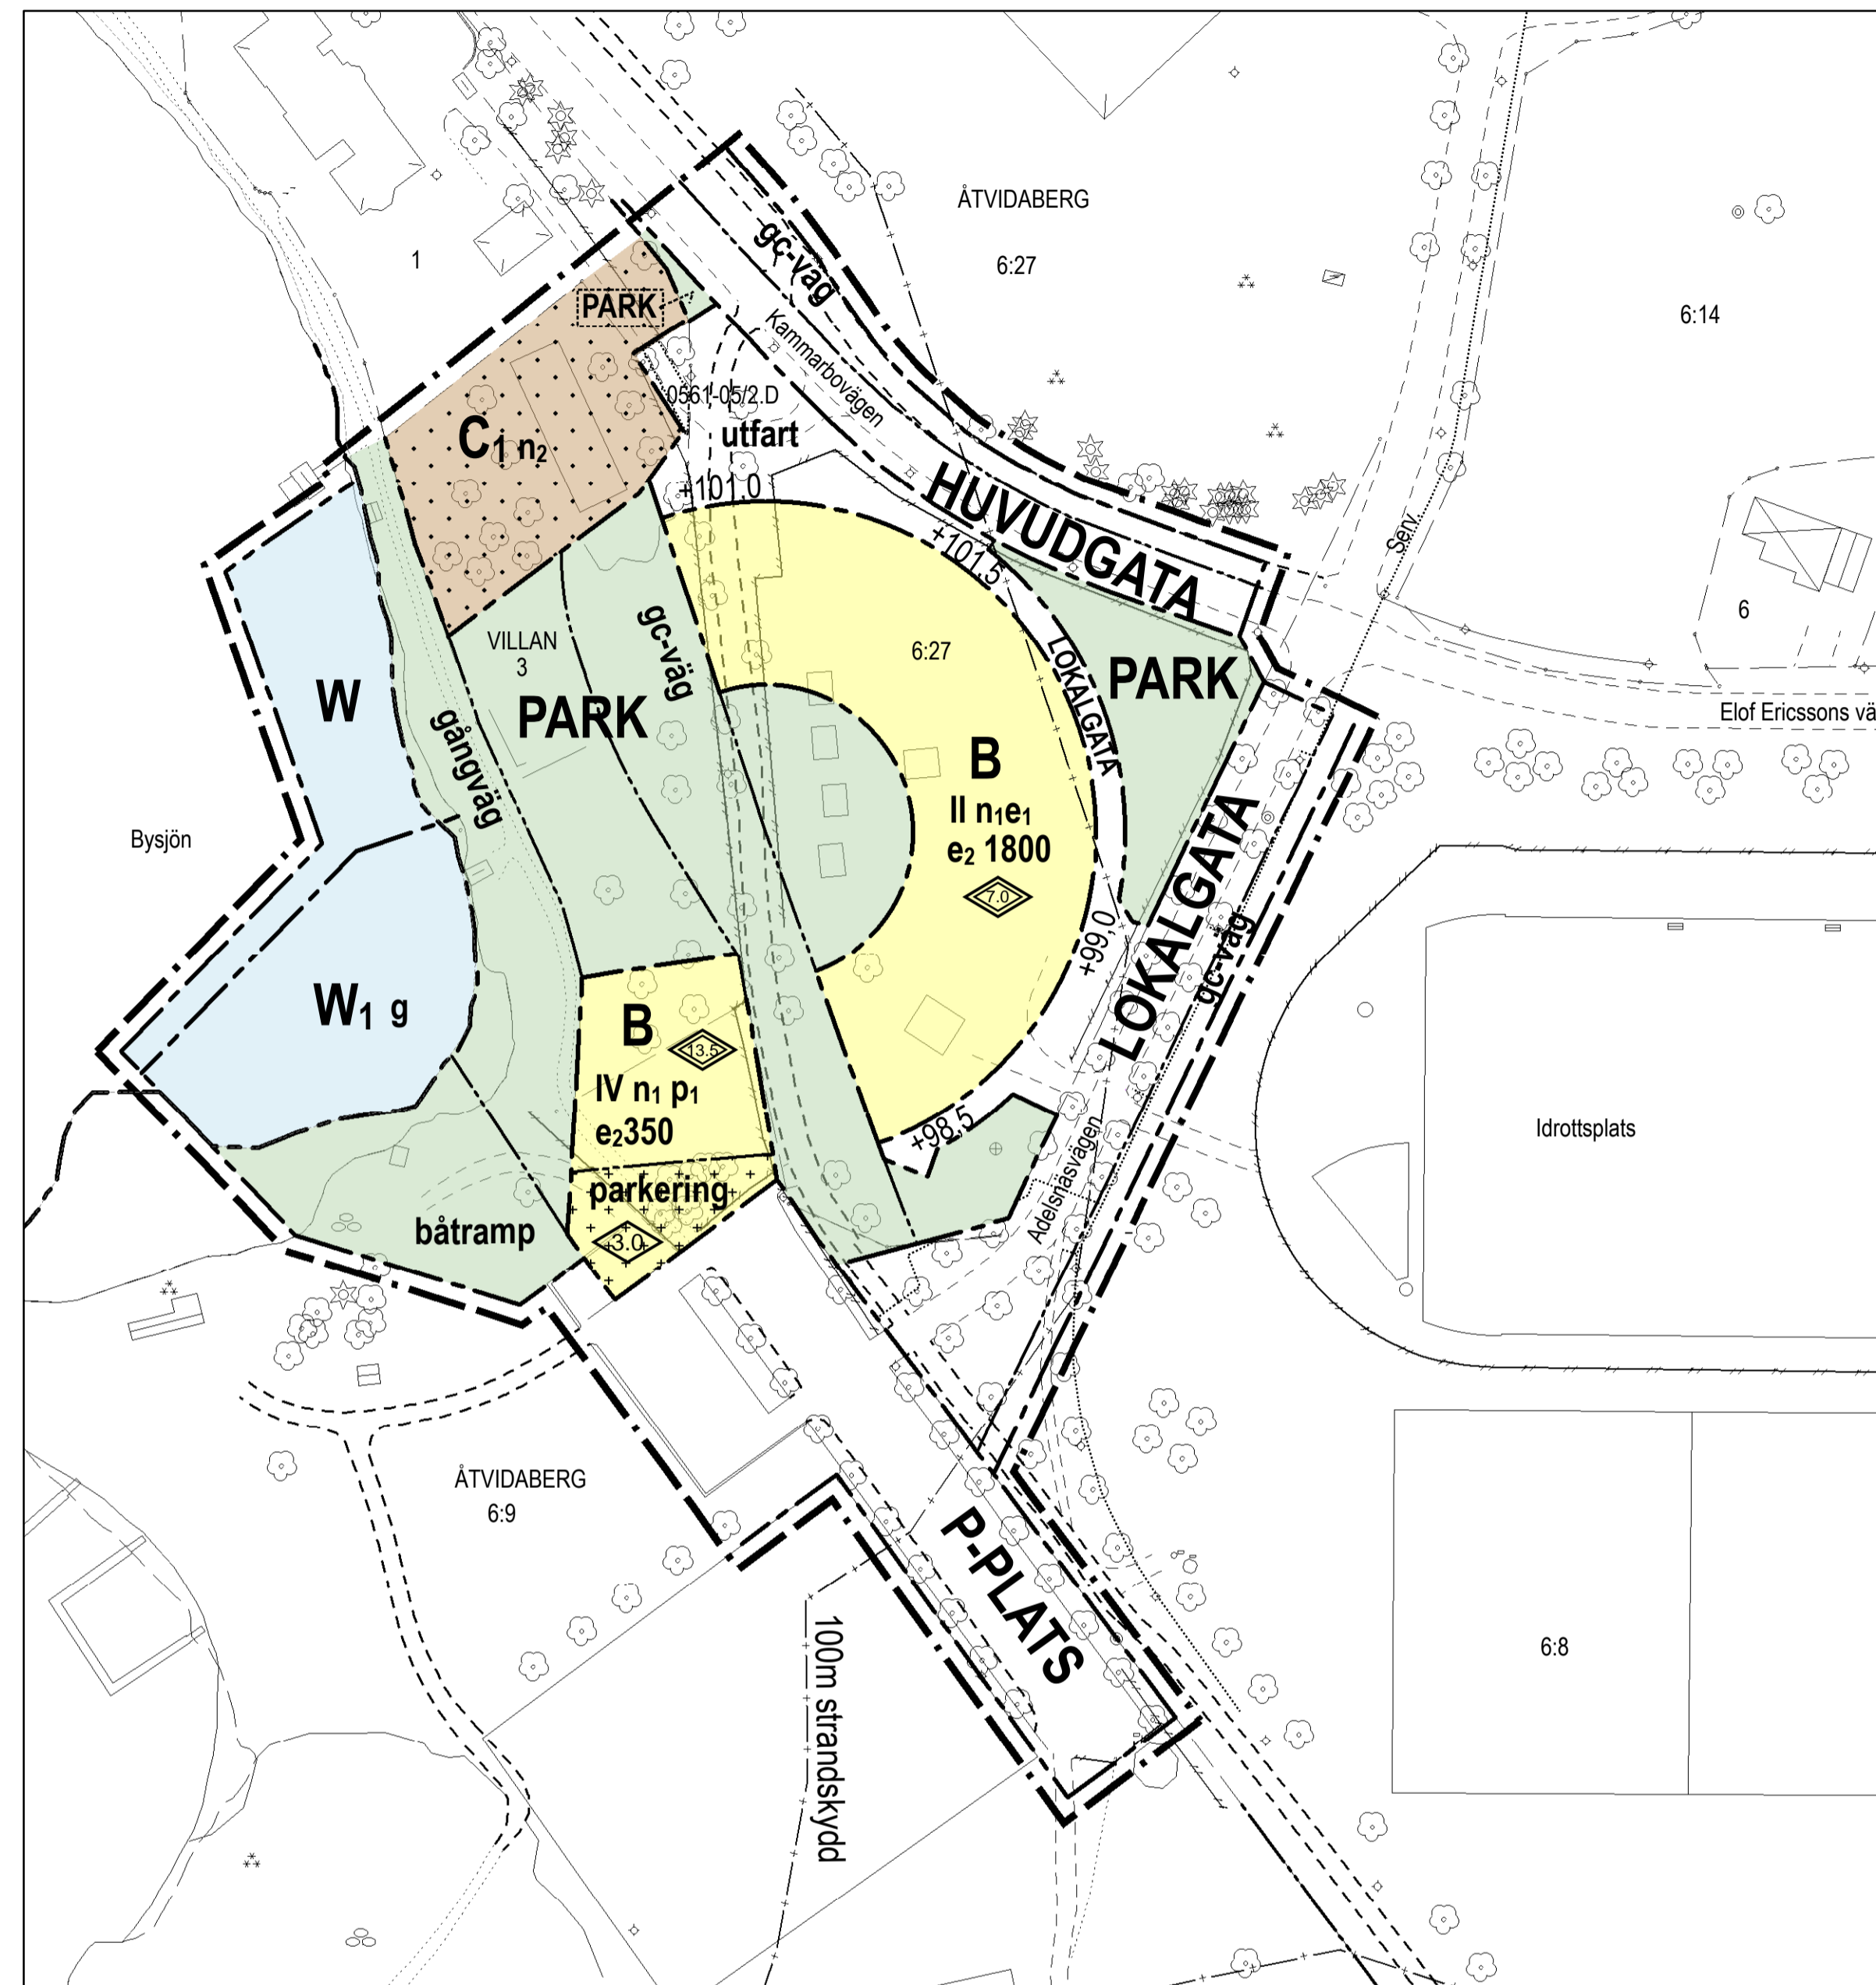 ÅTVIDABERG
6:27
gc-väg
1
6:14
PARK
Kammarbovägen
0561-05/2.D
utfart
C1 n2
+101,0
HUVUDGATA
+101,5
Serv.
6
VILLAN
3
gc-väg
6:27
LOKALGATA
PARK
W
PARK
gångväg
Elof Ericssons vä
B
II n1e1
e2 1800
7.0
Bysjön
LOKALGATA
gc-väg
+99,0
W1 g
B
13.5
IV n1 p1
e2350
+98,5
Idrottsplats
Adelsnäsvägen
parkering
3.0
båtramp
ÅTVIDABERG
6:9
P-PLATS
100m strandskydd
6:8